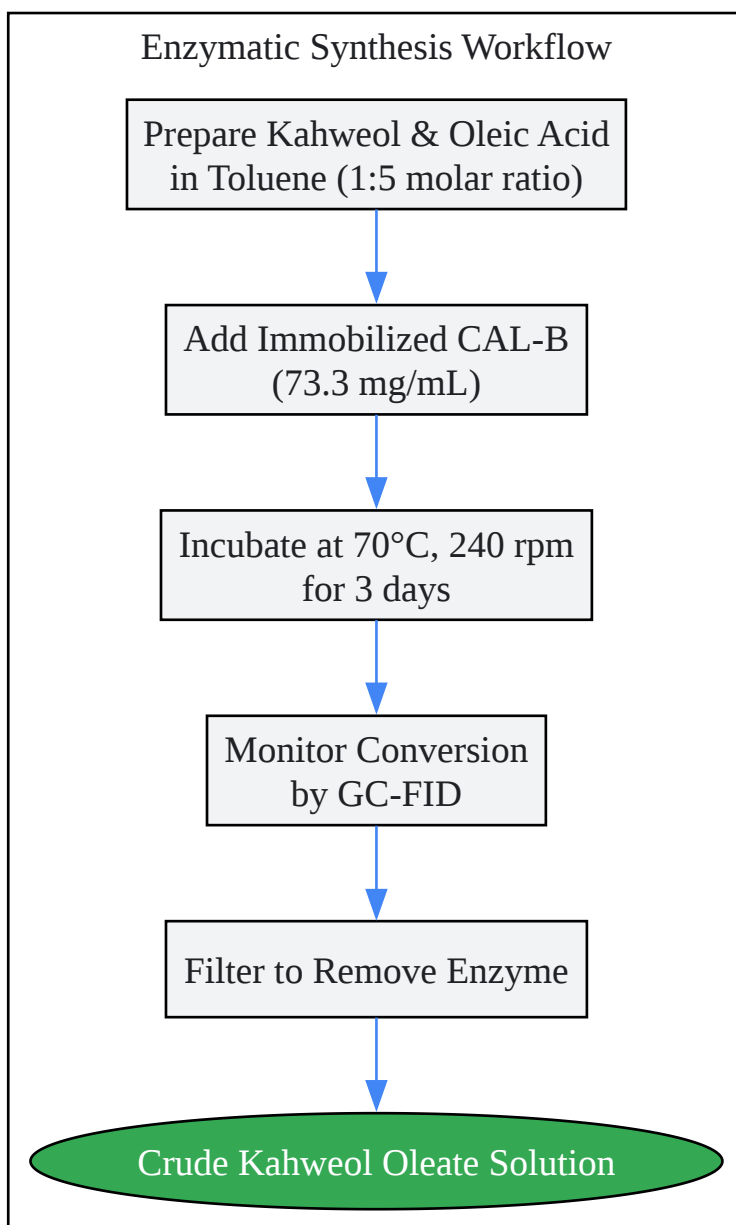 Enzymatic Synthesis Workflow
Prepare Kahweol & Oleic Acid
in Toluene (1:5 molar ratio)
Add Immobilized CAL-B
(73.3 mg/mL)
Incubate at 70°C, 240 rpm
for 3 days
Monitor Conversion
by GC-FID
Filter to Remove Enzyme
Crude Kahweol Oleate Solution